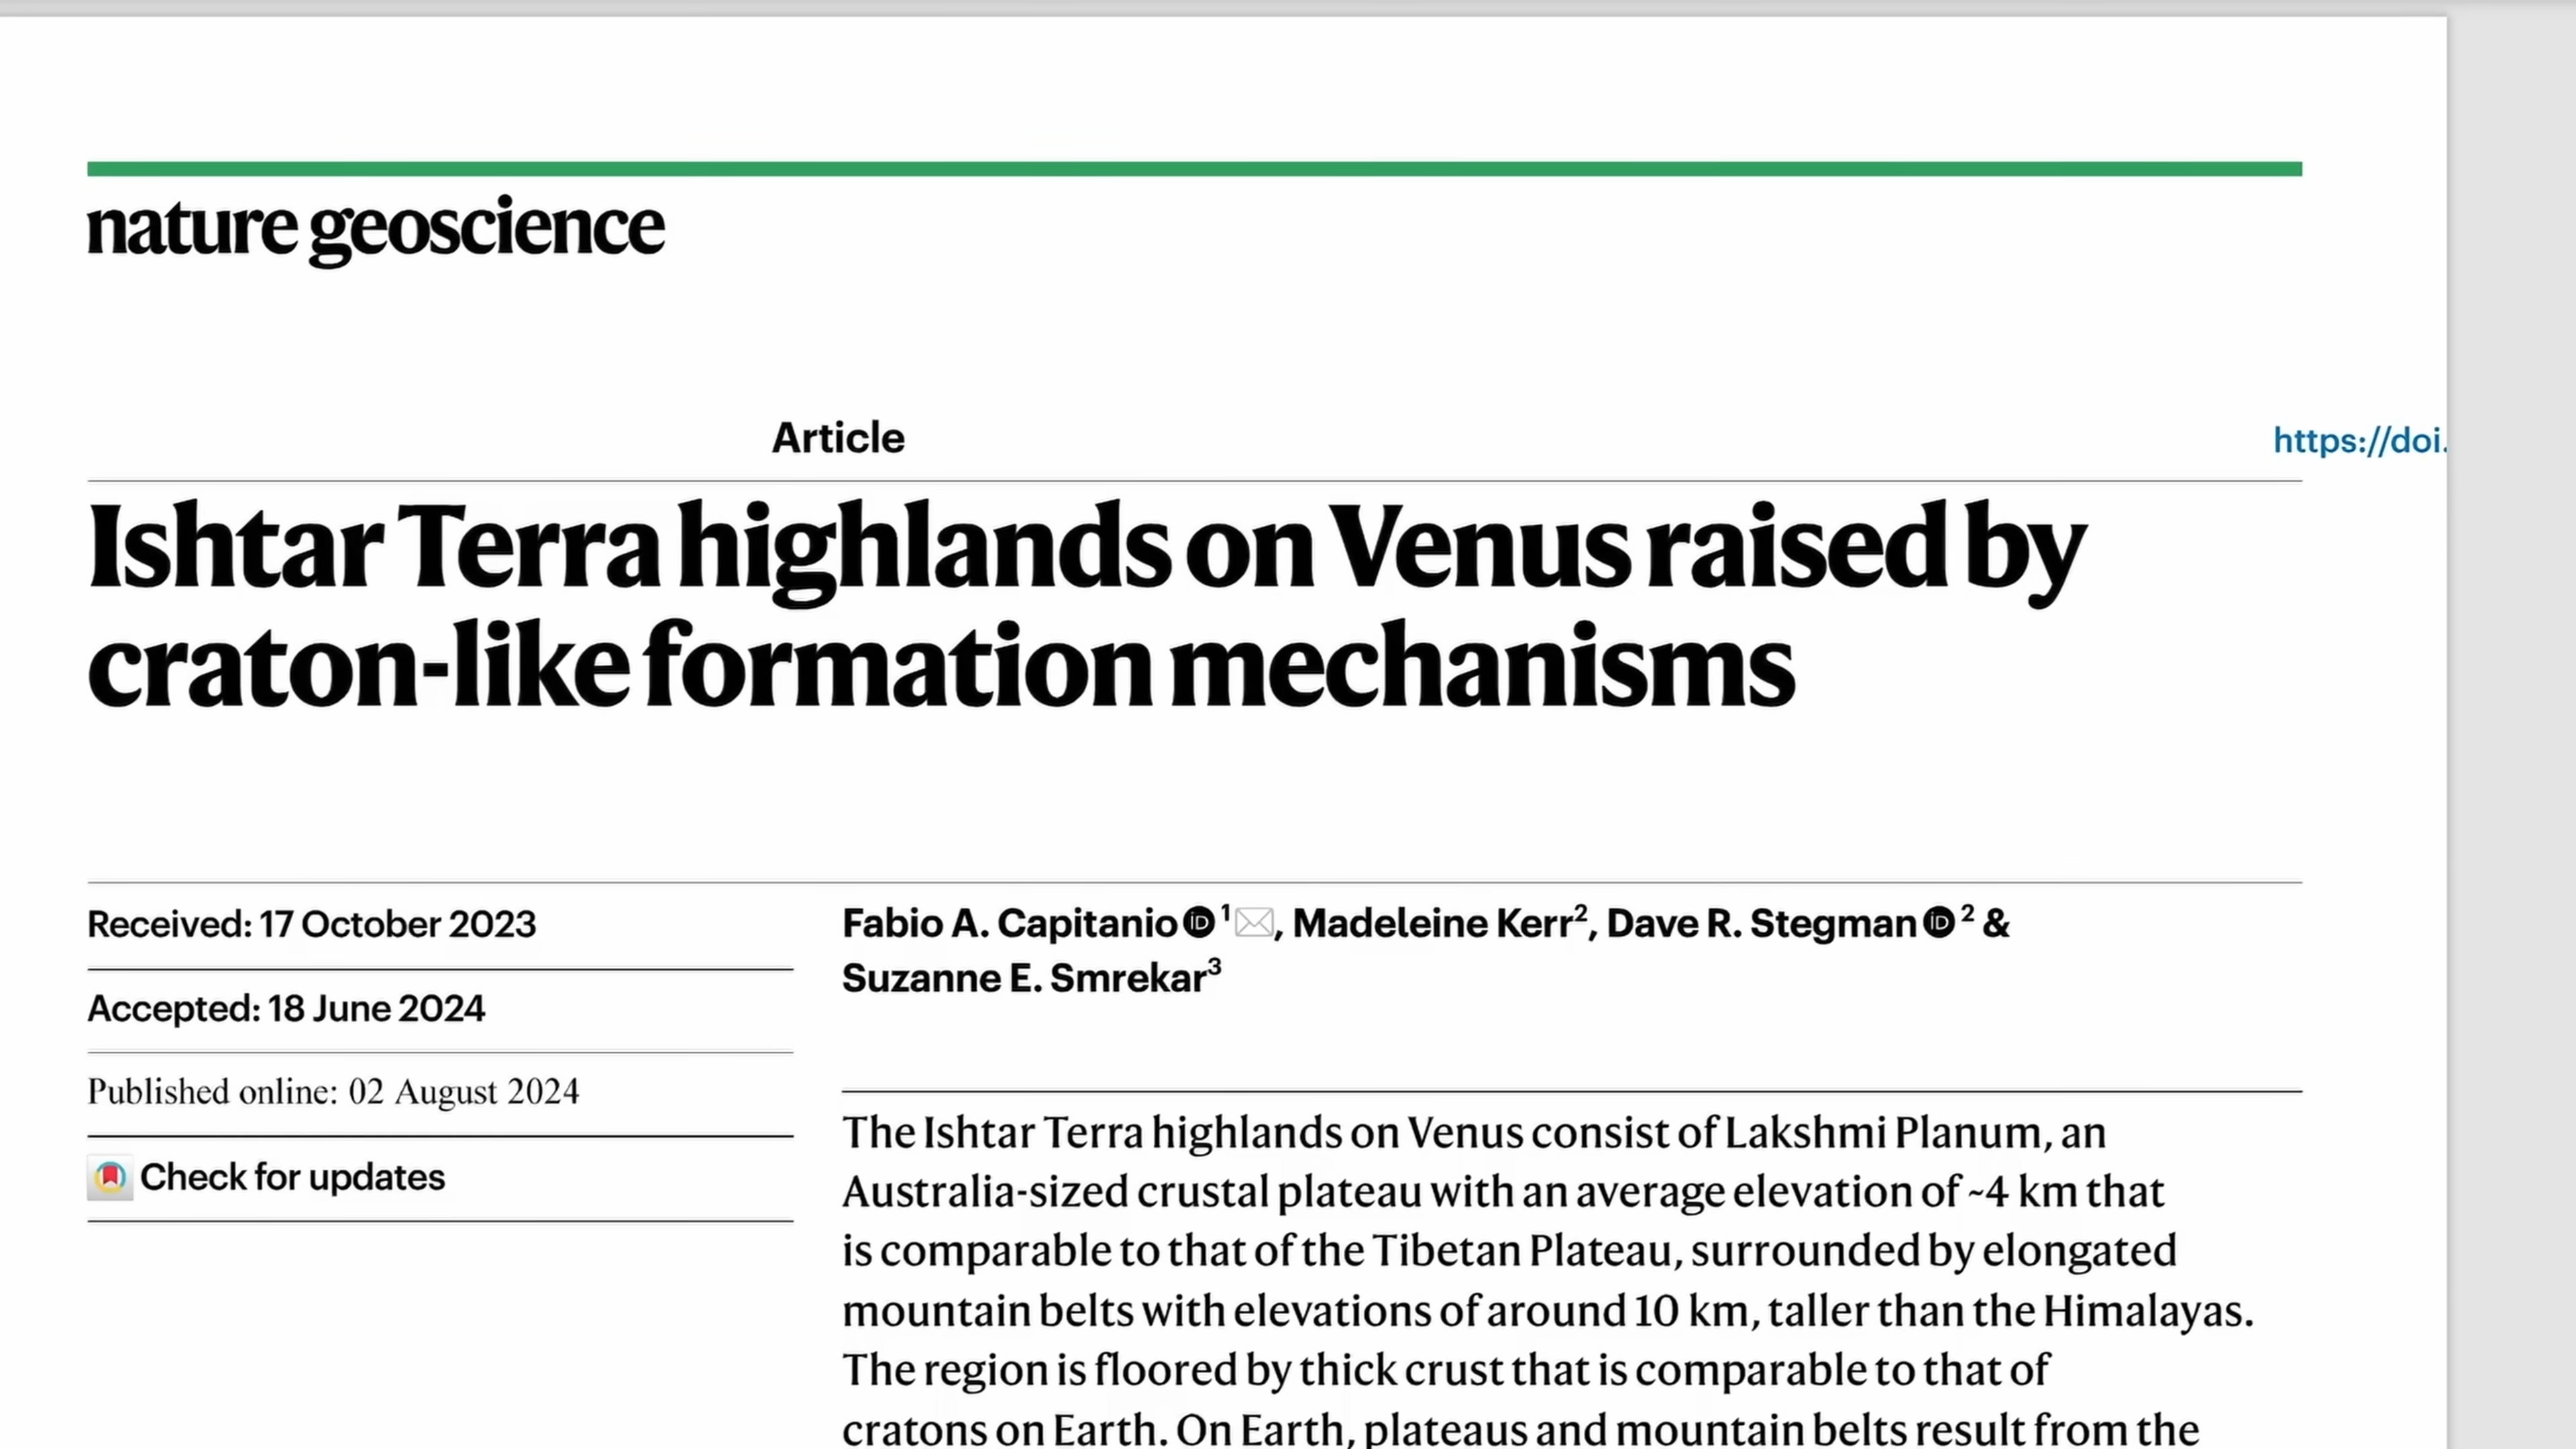 nature geoscience
Article
https://doi.
Ishtar Terra highlands on Venus raised by
craton-like formation mechanisms
Received: 17 October 2023
Accepted: 18 June 2024
Published online: 02 August 2024
Check for updates
Fabio A. Capitanio iD 1, Madeleine Kerr2, Dave R. Stegman iD 2 &
Suzanne E. Smrekar3
The Ishtar Terra highlands on Venus consist of Lakshmi Planum, an
Australia-sized crustal plateau with an average elevation of ~4 km that
is comparable to that of the Tibetan Plateau, surrounded by elongated
mountain belts with elevations of around 10 km, taller than the Himalayas.
The region is floored by thick crust that is comparable to that of
cratons on Earth. On Earth, plateaus and mountain belts result from the